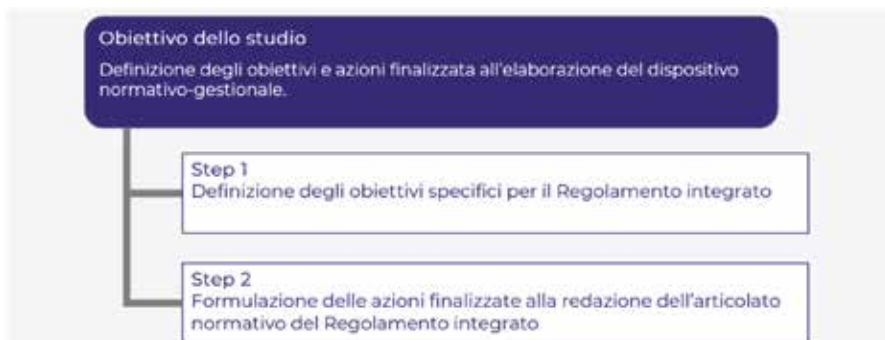 Obiettivo dello studio
Definizione degli obiettivi e azioni finalizzata all'elaborazione del dispositivo
normativo-gestionale.
Step 1
Definizione degli obiettivi specifici per il Regolamento integrato
Step 2
Formulazione delle azioni finalizzate alla redazione dell'articolato
normativo del Regolamento integrato